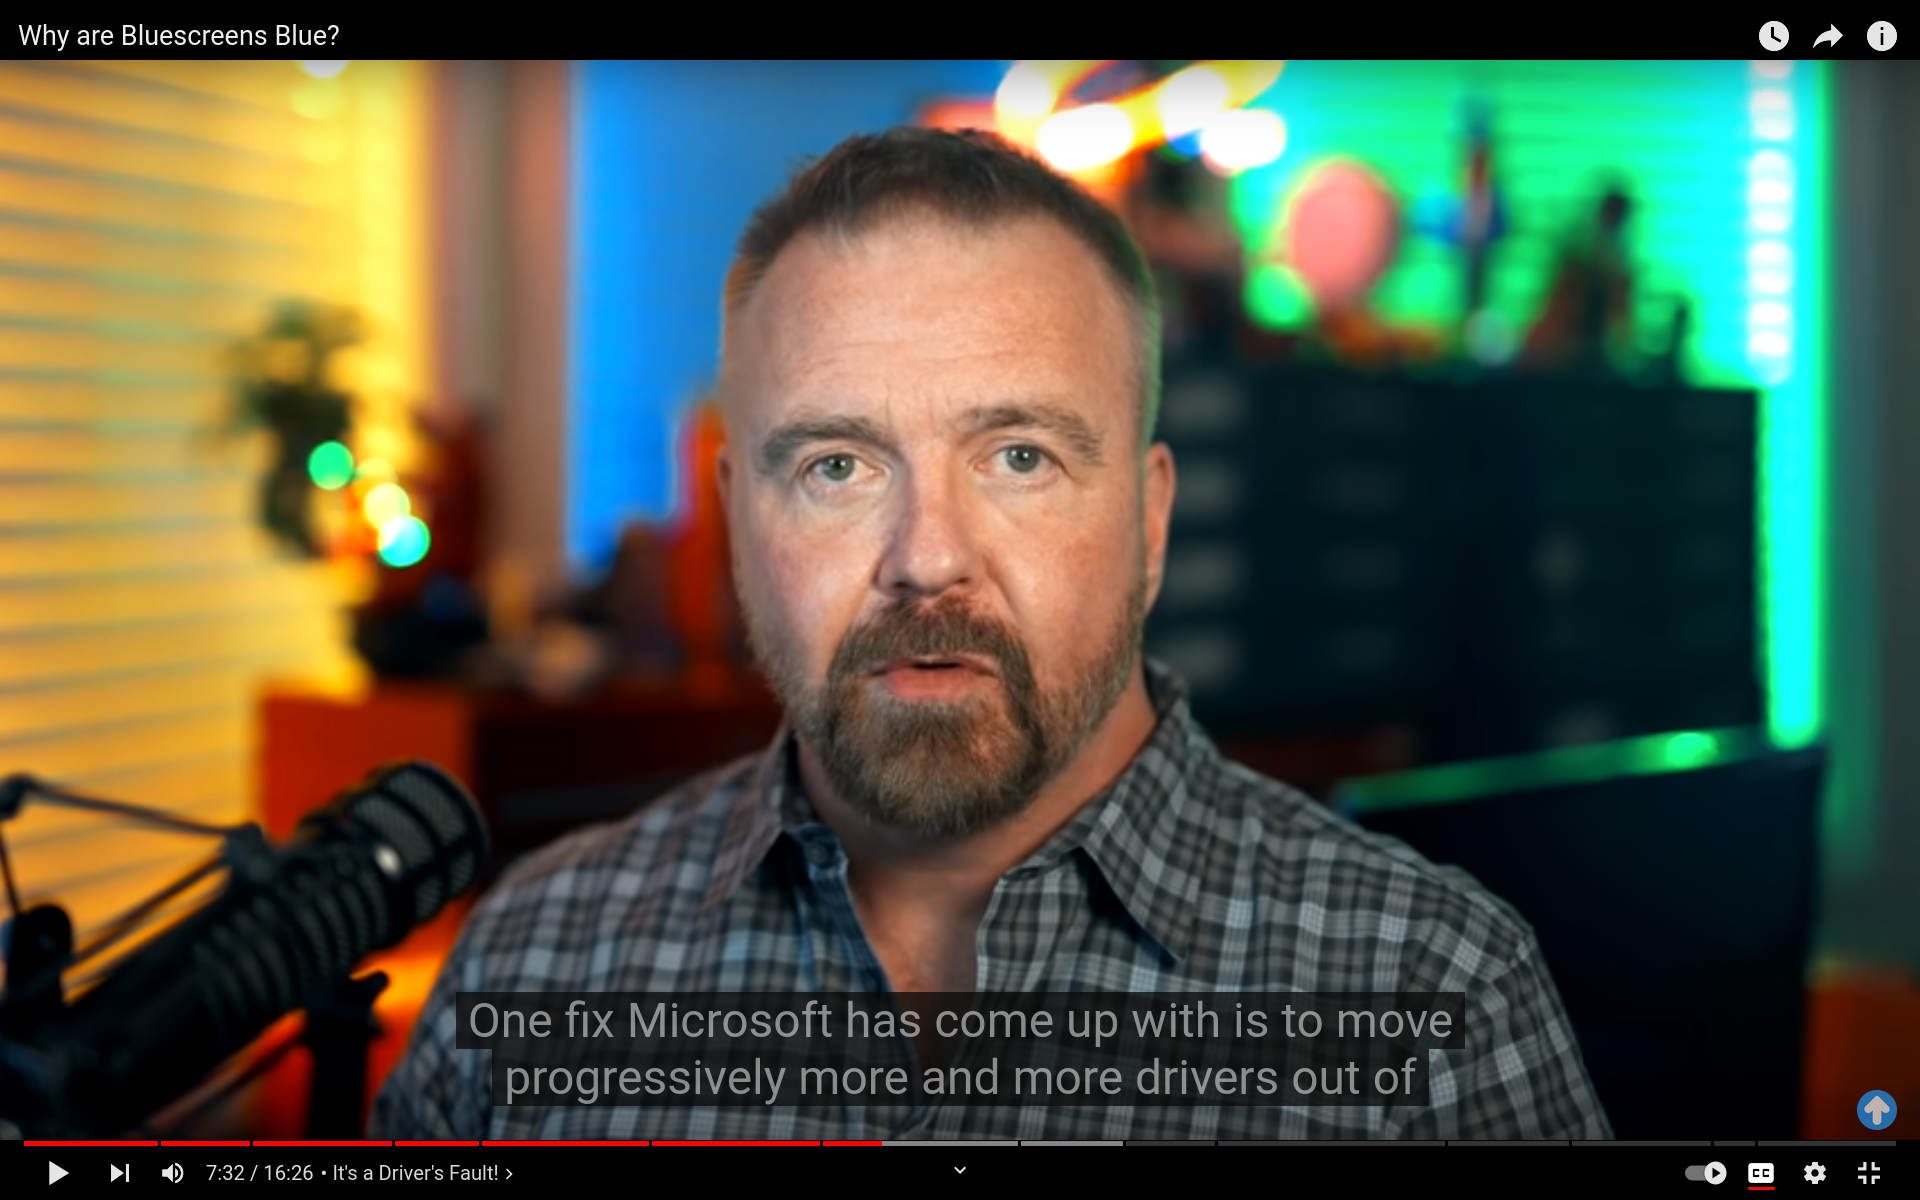 Why are Bluescreens Blue?
One fix Microsoft has come up with is to move
progressively more and more drivers out of
7:32 / 16:26 • It's a Driver's Fault! ›
CC